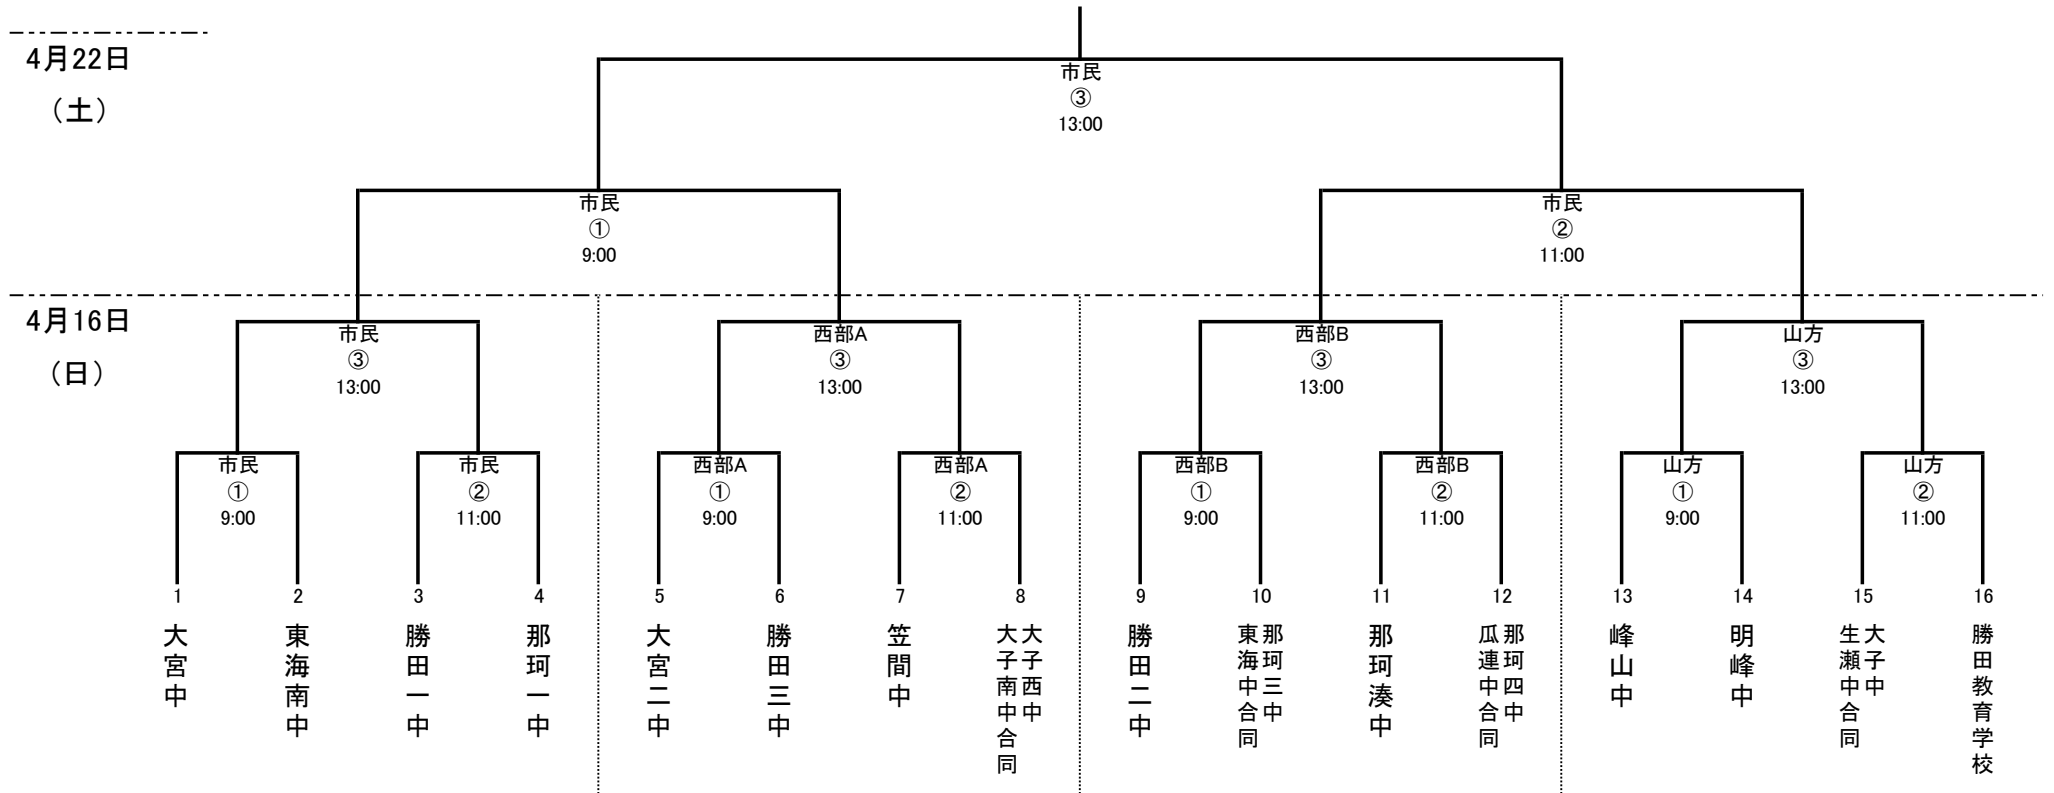 4月22日
（土）
市民
③
13:00
市民
①
9:00
市民
②
11:00
4月16日
（日）
市民
③
13:00
西部A
③
13:00
西部B
③
13:00
山方
③
13:00
市民
①
9:00
市民
②
11:00
西部A
①
9:00
西部A
②
11:00
西部B
①
9:00
西部B
②
11:00
山方
①
9:00
山方
②
11:00
1
大宮中
2
東海南中
3
勝田一中
4
那珂一中
5
大宮二中
6
勝田三中
7
笠間中
8
大子西中
大子南中合同
9
勝田二中
10
那珂三中
東海中合同
11
那珂湊中
12
那珂四中
瓜連中合同
13
峰山中
14
明峰中
15
大子中
生瀬中合同
16
勝田教育学校